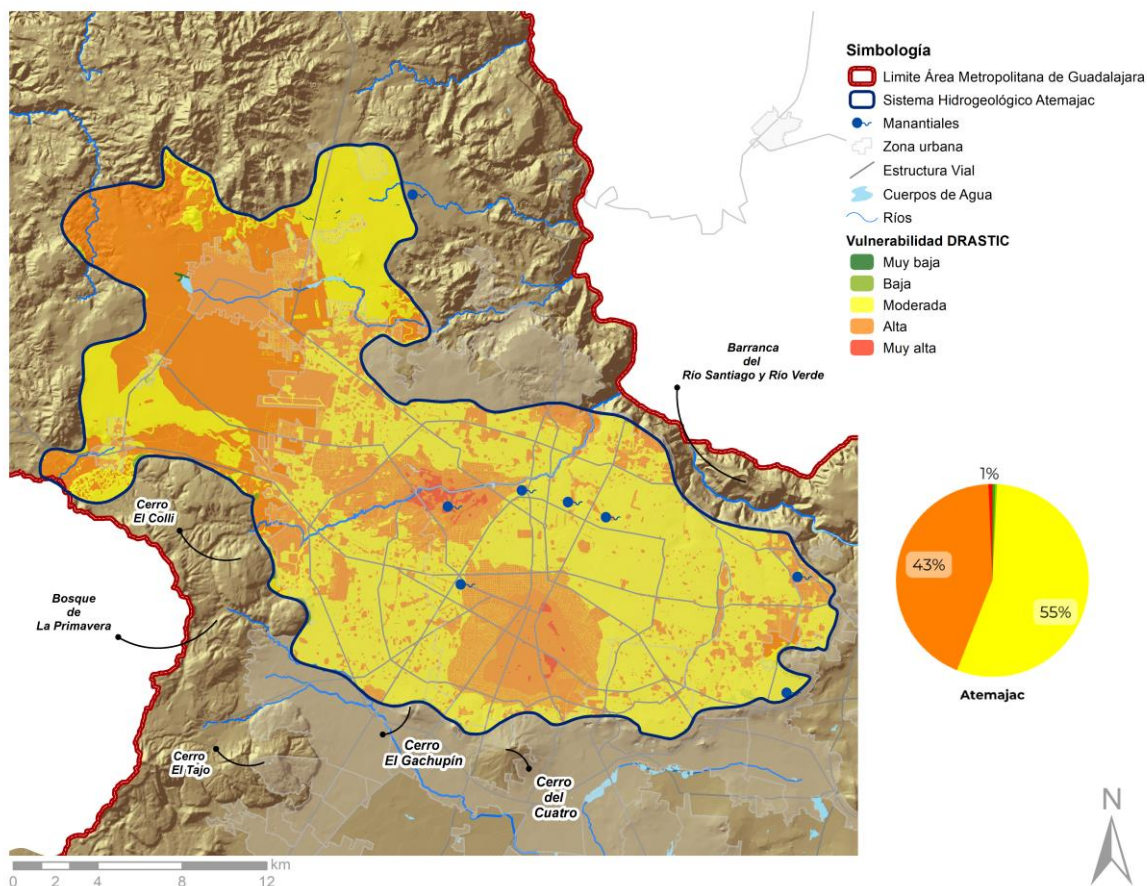 Simbología
Limite Área Metropolitana de Guadalajara
Sistema Hidrogeológico Atemajac
Manantiales
Zona urbana
Estructura Vial
Cuerpos de Agua
Ríos
Vulnerabilidad DRASTIC
Muy baja
Baja
Moderada
Alta
Muy alta
Barranca
del
Río Santiago y Río Verde
Cerro
El Colli
Bosque
de
La Primavera
Cerro
El Tajo
Cerro
El Gachupín
Cerro
del
Cuatro
1%
43%
55%
Atemajac
N
km
0 2 4 8 12